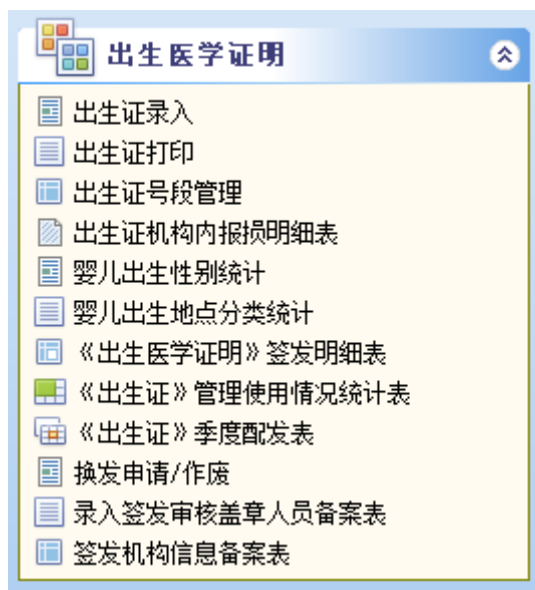 出生医学证明
出生证录入
出生证打印
出生证号段管理
出生证机构内报损明细表
婴儿出生性别统计
婴儿出生地点分类统计
《出生医学证明》签发明细表
《出生证》管理使用情况统计表
《出生证》季度配发表
换发申请/作废
录入签发审核盖章人员备案表
签发机构信息备案表